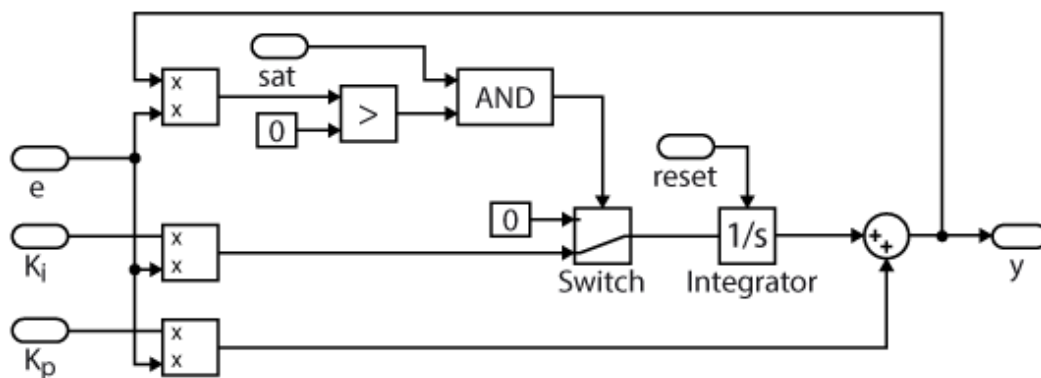 sat
x
x
>
AND
0
e
reset
0
x
x
1/s
+
+
K_i
Switch
Integrator
y
x
x
K_p